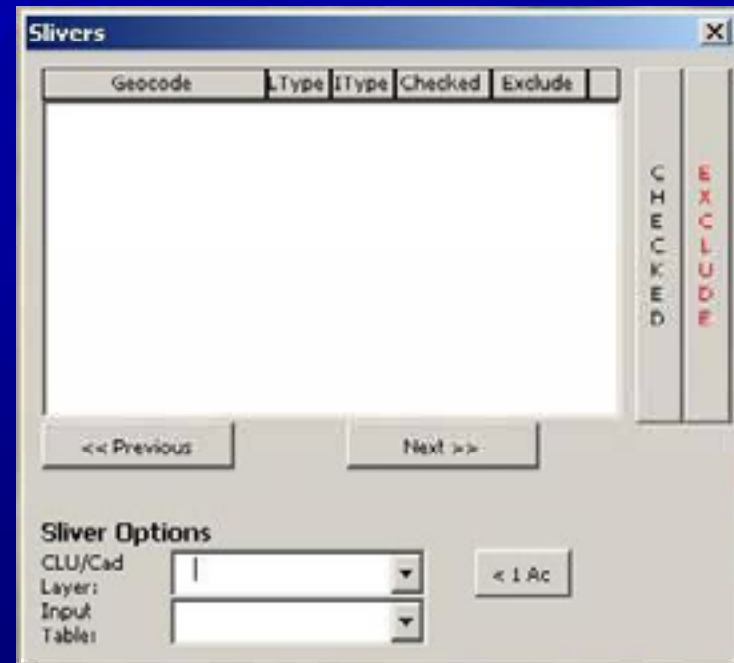 Slivers
Geocode LType IType Checked Exclude
CHECKED
EXCLUDE
<< Previous Next >>
Sliver Options
CLU/Cad
Layer:
< 1 Ac
Input
Table: